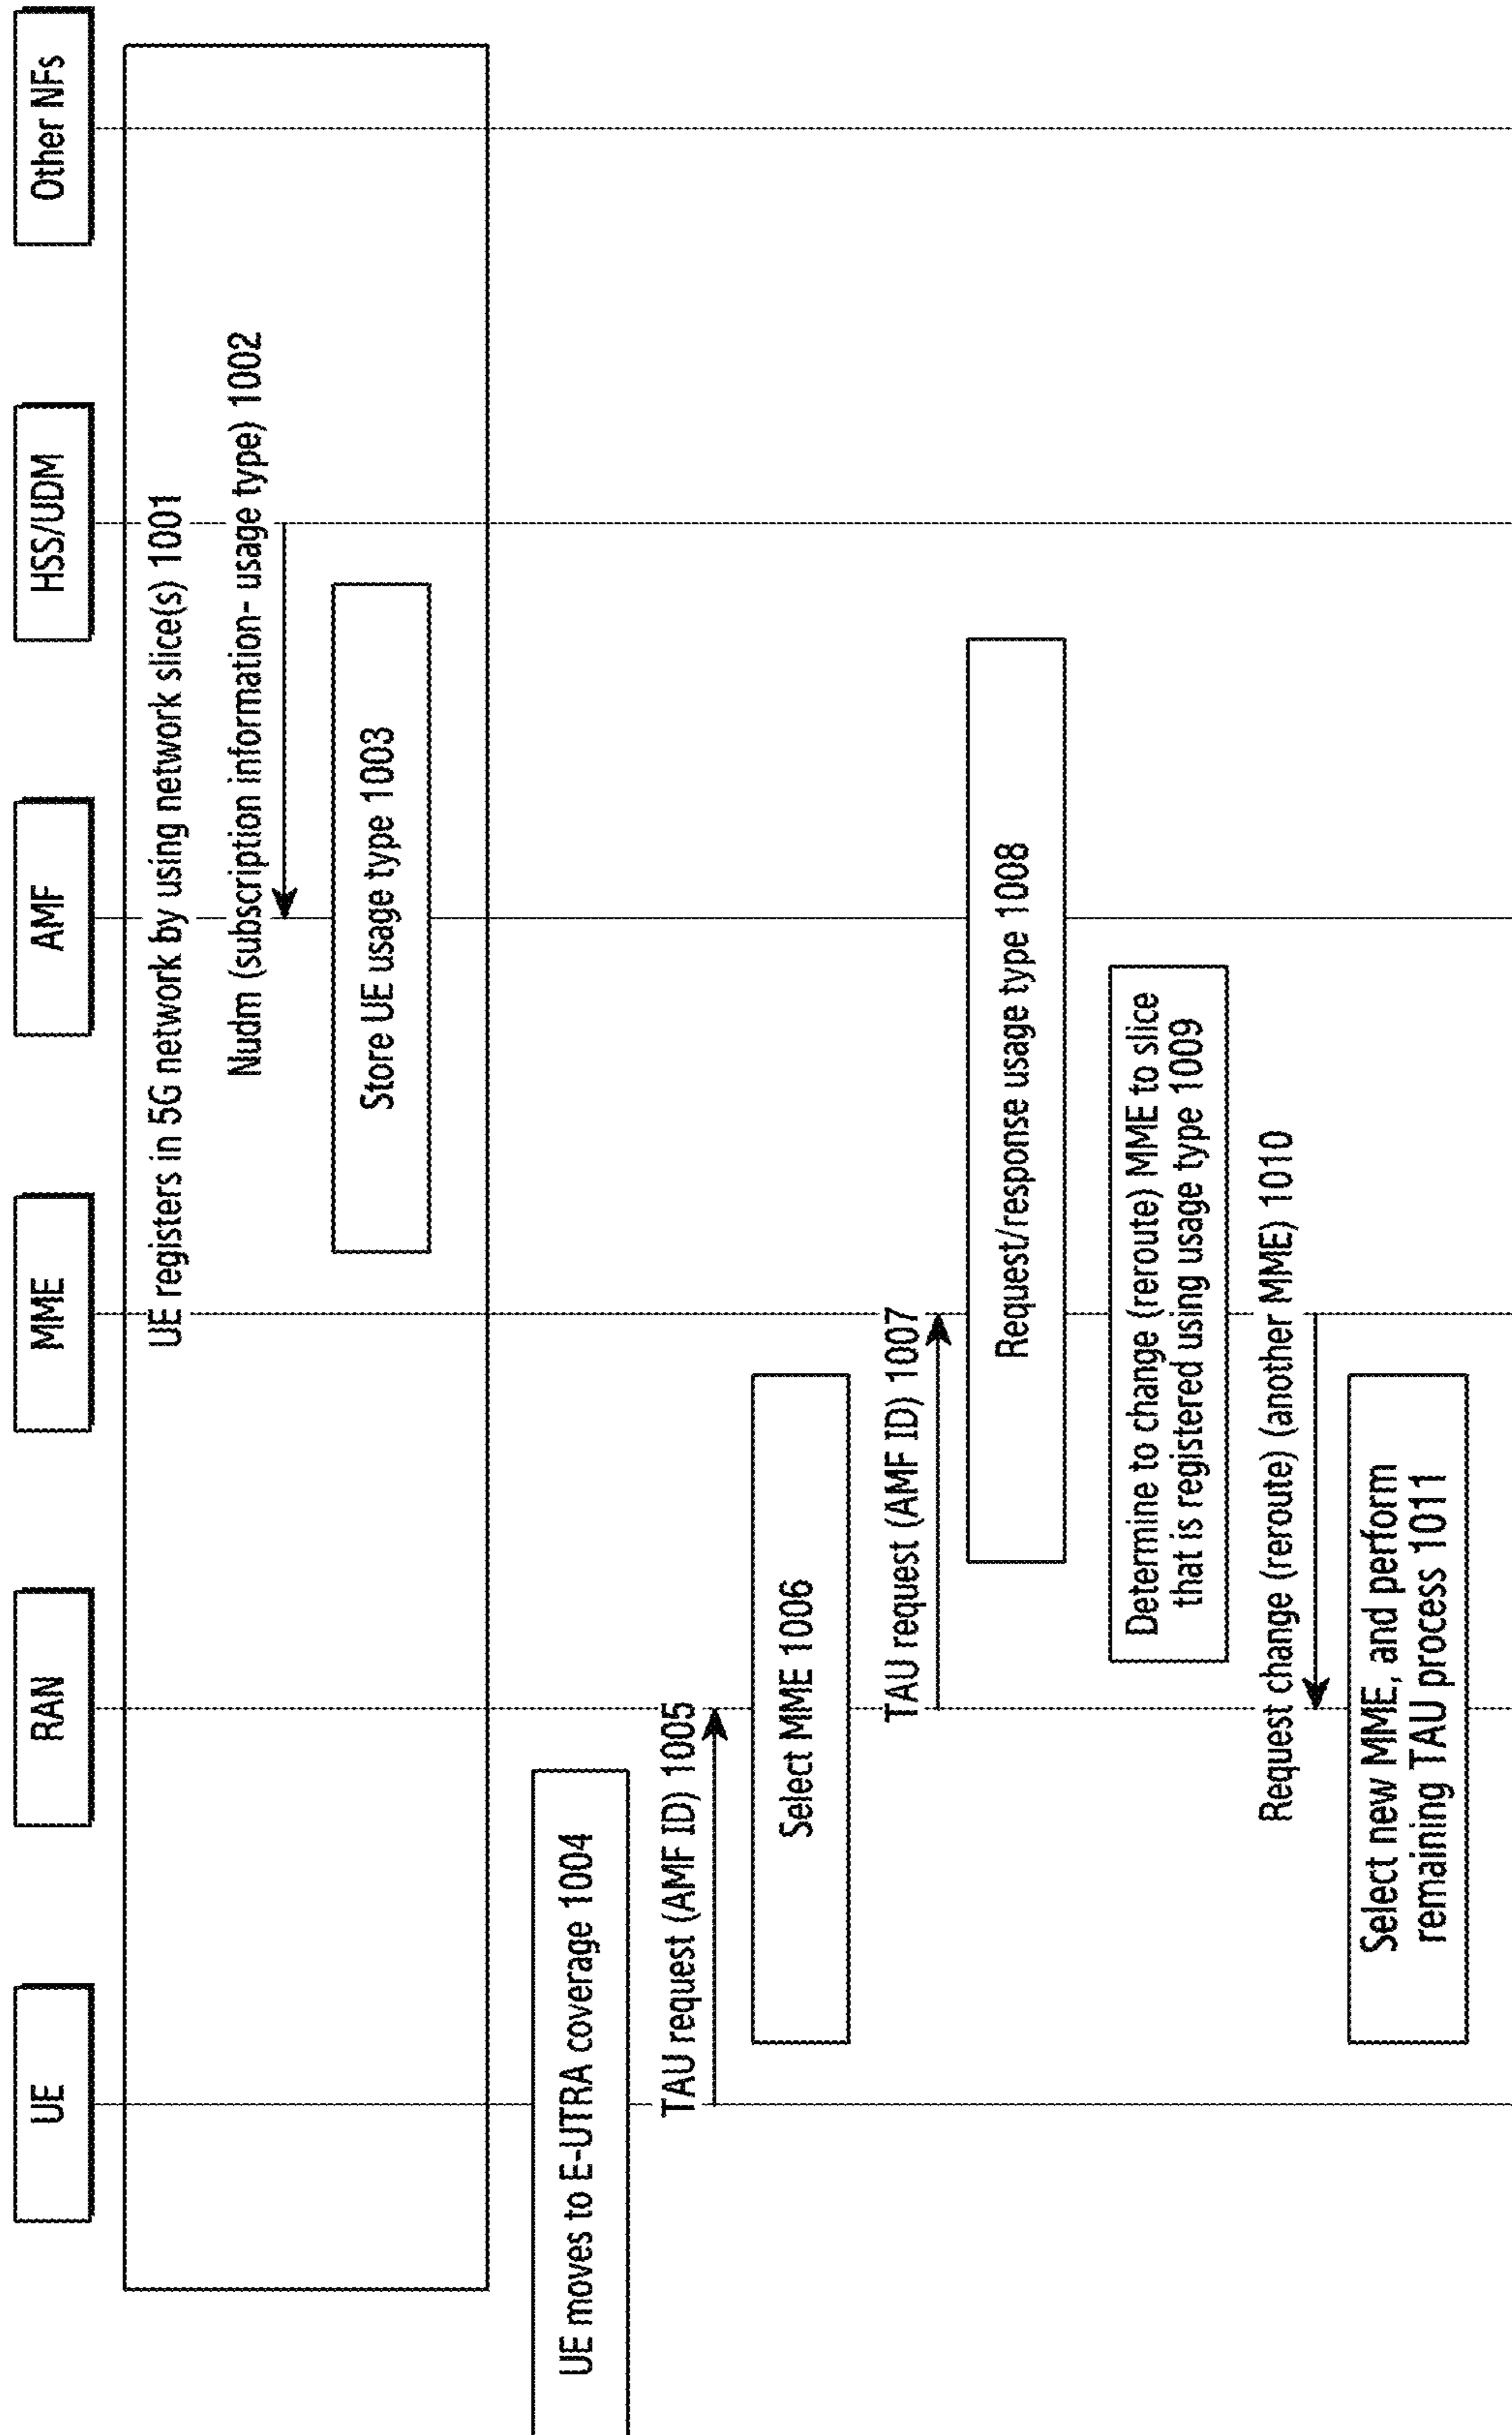 UE
RAN
MME
AMF
HSS/UDM
Other NFs
UE registers in 5G network by using network slice(s) 1001
Nudm (subscription information- usage type) 1002
Store UE usage type 1003
UE moves to E-UTRA coverage 1004
TAU request (AMF ID) 1005
Select MME 1006
TAU request (AMF ID) 1007
Request/response usage type 1008
Determine to change (reroute) MME to slice
that is registered using usage type 1009
Request change (reroute) (another MME) 1010
Select new MME, and perform
remaining TAU process 1011